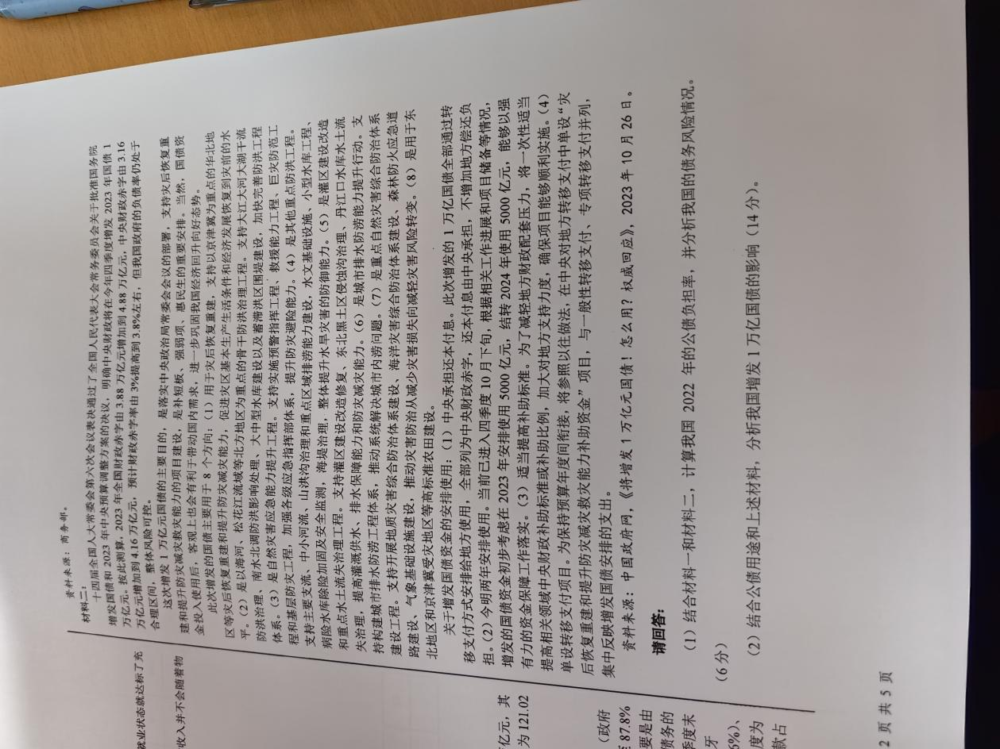 资料来源：商务部。
材料二：
十四届全国人大常委会第六次会议表决通过了全国人民代表大会常务委员会关于批准国务院
增发国债和 2023 年中央预算调整方案的决议，明确中央财政将在今年四季度增发 2023 年国债 1
万亿元。按此测算，2023 年全国财政赤字由 3.88 万亿元增加到 4.88 万亿元，中央财政赤字由 3.16
万亿元增加到 4.16 万亿元，预计财政赤字率由 3%提高到 3.8%左右，但我国政府的负债率仍处于
合理区间，整体风险可控。
这次增发 1 万亿元国债的主要目的，是落实中央政治局常委会会议的部署，支持灾后恢复重
建和提升防灾减灾救灾能力的项目建设，是补短板、强弱项、惠民生的重要安排。当然，国债资
金投入使用后，客观上也会有利于带动国内需求，进一步巩固我国经济回升向好态势。
此次增发的国债主要用于 8 个方向：（1）用于灾后恢复重建，支持以京津冀为重点的华北地
区等灾后恢复重建和提升防灾减灾能力，促进灾区基本生产生活条件和经济发展恢复到灾前的水
平。（2）是以海河、松花江流域等北方地区为重点的骨干防洪治理工程。支持大江大河大湖干流
防洪治理、南水北调防洪影响处理、大中型水库建设以及蓄滞洪区围堤建设，加快完善防洪工程
体系。（3）是自然灾害应急能力提升工程。支持实施预警指挥工程、救援能力工程、巨灾防范工
程和基层防灾工程，加强各级应急指挥部体系，提升防灾避险能力。（4）是其他重点防洪工程。
支持主要支流、中小河流、山洪沟治理和重点区域排涝能力建设，水文基础设施、小型水库工程、
病险水库除险加固及安全监测，海堤治理，整体提升水旱灾害的防御能力。（5）是灌区建设改造
和重点水土流失治理工程。支持灌区建设改造修复、东北黑土区侵蚀沟治理、丹江口水库水土流
失治理，提高灌溉供水、排水保障能力和防灾减灾能力。（6）是城市排水防涝能力提升行动。支
持构建城市排水防涝工程体系，推动系统解决城市内涝问题。（7）是重点自然灾害综合防治体系
建设工程。支持开展地质灾害综合防治体系建设、海洋灾害综合防治体系建设、森林防火应急道
路建设、气象基础设施建设，推动灾害防治从减少灾害损失向减轻灾害风险转变。（8）是用于东
北地区和京津冀受灾地区等高标准农田建设。
关于增发国债资金的安排使用：（1）中央承担还本付息。此次增发的 1 万亿国债全部通过转
移支付方式安排给地方使用，全部列为中央财政赤字，还本付息由中央承担，不增加地方偿还负
担。（2）今明两年安排使用。当前已进入四季度 10 月下旬，根据相关工作进展和项目储备等情况，
增发的国债资金初步考虑在 2023 年安排使用 5000 亿元，结转 2024 年使用 5000 亿元，能够以强
有力的资金保障工作落实。（3）适当提高补助标准。为了减轻地方财政配套压力，将一次性适当
提高相关领域中央财政补助标准或补助比例，加大对地方支持力度，确保项目能够顺利实施。（4）
单设转移支付项目。为保持预算年度间衔接，将参照以往做法，在中央对地方转移支付中单设“灾
后恢复重建和提升防灾减灾救灾能力补助资金”项目，与一般性转移支付、专项转移支付并列，
集中反映增发国债安排的支出。
资料来源：中国政府网，《将增发 1 万亿元国债！怎么用？权威回应》，2023 年 10 月 26 日。
请回答：
（1）结合材料一和材料二，计算我国 2022 年的公债负担率，并分析我国的债务风险情况。
（6 分）
（2）结合公债用途和上述材料，分析我国增发 1 万亿国债的影响（14 分）。
2 页 共 5 页
就业状态就达标了充
收入并不会随着物
亿元，其
为 121.02
（政府
至 87.8%
要是由
债务的
季度末
牙
6%）、
度为
款占